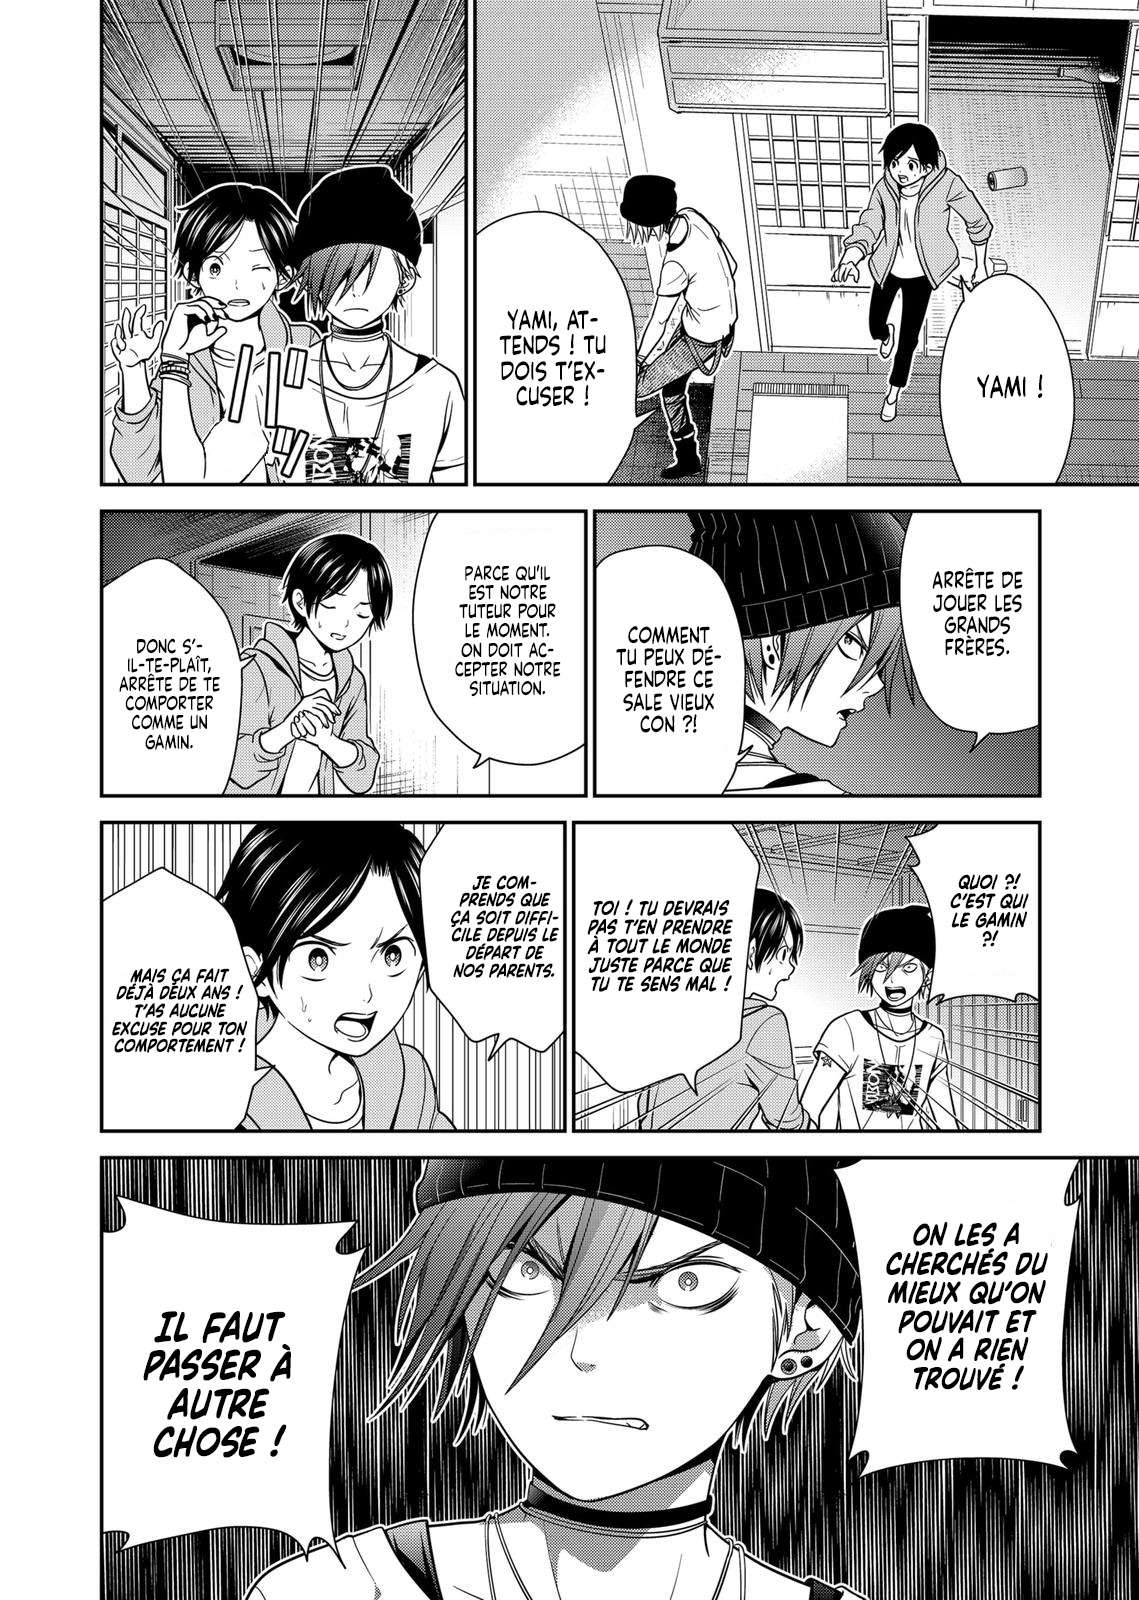 YAMI !
YAMI, AT-
TENDS ! TU
DOIS T'EX-
CUSER !
バッ
ARRÊTE DE
JOUER LES
GRANDS
FRÈRES.
COMMENT
TU PEUX DÉ-
FENDRE CE
SALE VIEUX
CON ?!
PARCE QU'IL
EST NOTRE
TUTEUR POUR
LE MOMENT.
ON DOIT AC-
CEPTER NOTRE
SITUATION.
DONC S'-
IL-TE-PLAÎT,
ARRÊTE DE TE
COMPORTER
COMME UN
GAMIN.
QUOI ?!
C'EST QUI
LE GAMIN
?!
TOI ! TU DEVRAIS
PAS T'EN PRENDRE
À TOUT LE MONDE
JUSTE PARCE QUE
TU TE SENS MAL !
JE COM-
PRENDS QUE
ÇA SOIT DIFFI-
CILE DEPUIS LE
DÉPART DE
NOS PARENTS.
MAIS ÇA FAIT
DÉJÀ DEUX ANS !
T'AS AUCUNE
EXCUSE POUR TON
COMPORTEMENT !
ON LES A
CHERCHÉS DU
MIEUX QU'ON
POUVAIT ET
ON A RIEN
TROUVÉ !
IL FAUT
PASSER À
AUTRE
CHOSE !